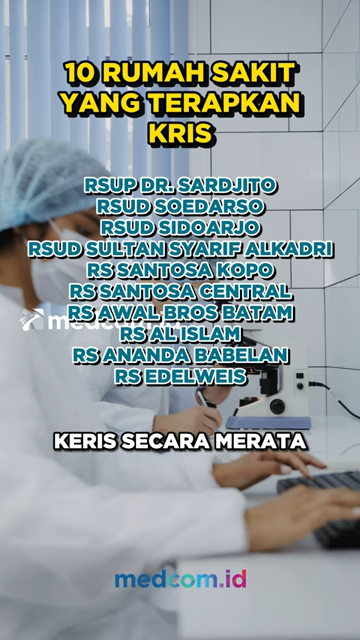 10 RUMAH SAKIT
YANG TERAPKAN
KRIS
RSUP DR. SARDJITO
RSUD SOEDARSO
RSUD SIDOARJO
RSUD SULTAN SYARIF ALKADRI
RS SANTOSA KOPO
RS SANTOSA CENTRAL
RS AWAL BROS BATAM
RS AL ISLAM
RS ANANDA BABELAN
RS EDELWEIS
KERIS SECARA MERATA
medcom.id